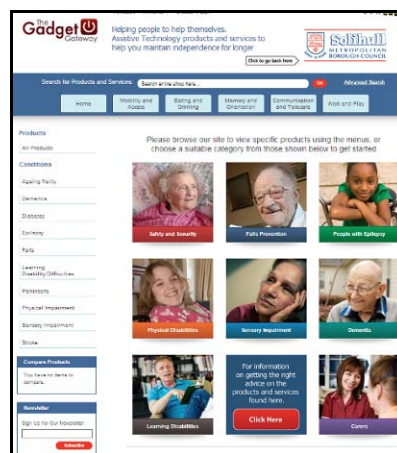 The
Gadget
Gateway
Helping people to help themselves.
Assistive Technology products and services to
help you maintain independence for longer
Click to go back here
Solihull
METROPOLITAN
BOROUGH COUNCIL
Search for Products and Services:
Search entire shop here...
Go
Advanced Search
Home
Mobility and
Access
Eating and
Drinking
Memory and
Orientation
Communication
and Telecare
Work and Play
Products
All Products
Conditions
Ageing frailty
Dementia
Diabetes
Epilepsy
Falls
Learning
Disability/Difficulties
Parkinsons
Physical Impairment
Sensory Impairment
Stroke
Compare Products
You have no items to
compare.
Newsletter
Sign Up for Our Newsletter:
Subscribe
Please browse our site to view specific products using the menus, or
choose a suitable category from those shown below to get started
Safety and Security
Falls Prevention
People with Epilepsy
Physical Disabilities
Sensory Impairment
Dementia
Learning Disabilities
For information
on getting the right
advice on the
products and services
found here.
Click Here
Carers